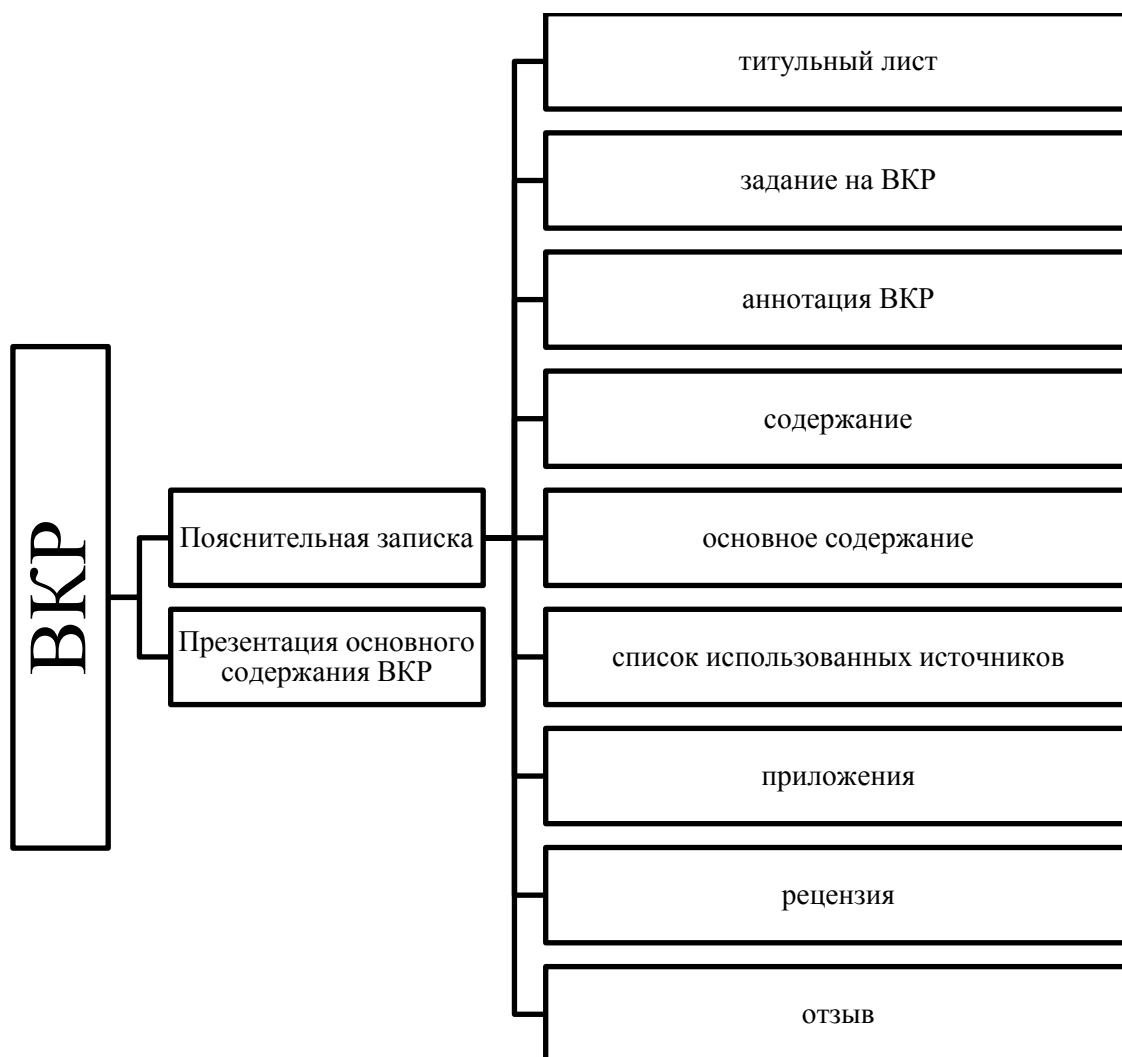 ВКР
Пояснительная записка
Презентация основного
содержания ВКР
титульный лист
задание на ВКР
аннотация ВКР
содержание
основное содержание
список использованных источников
приложения
рецензия
отзыв